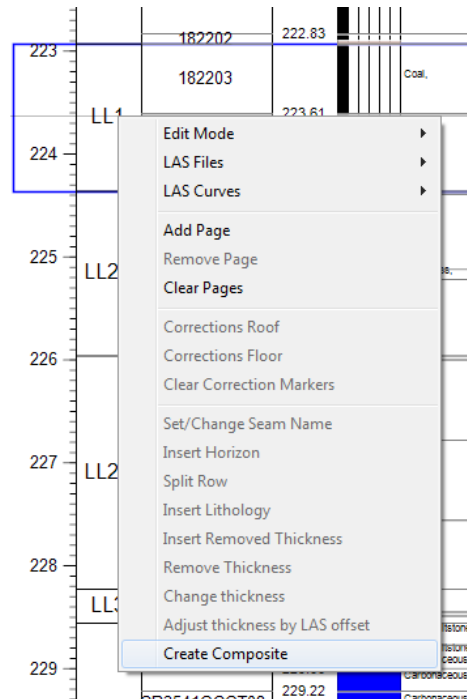 182202
222.83
223
182203
Coal,
LL1
223.61
Edit Mode
224
LAS Files
LAS Curves
Add Page
225
Remove Page
LL2
Clear Pages
Corrections Roof
226
Corrections Floor
Clear Correction Markers
Set/Change Seam Name
Insert Horizon
227
LL2
Split Row
Insert Lithology
Insert Removed Thickness
228
Remove Thickness
Change thickness
LL3
Adjust thickness by LAS offset
Create Composite
229
Carbonaceous
229.22
Carbonaceous